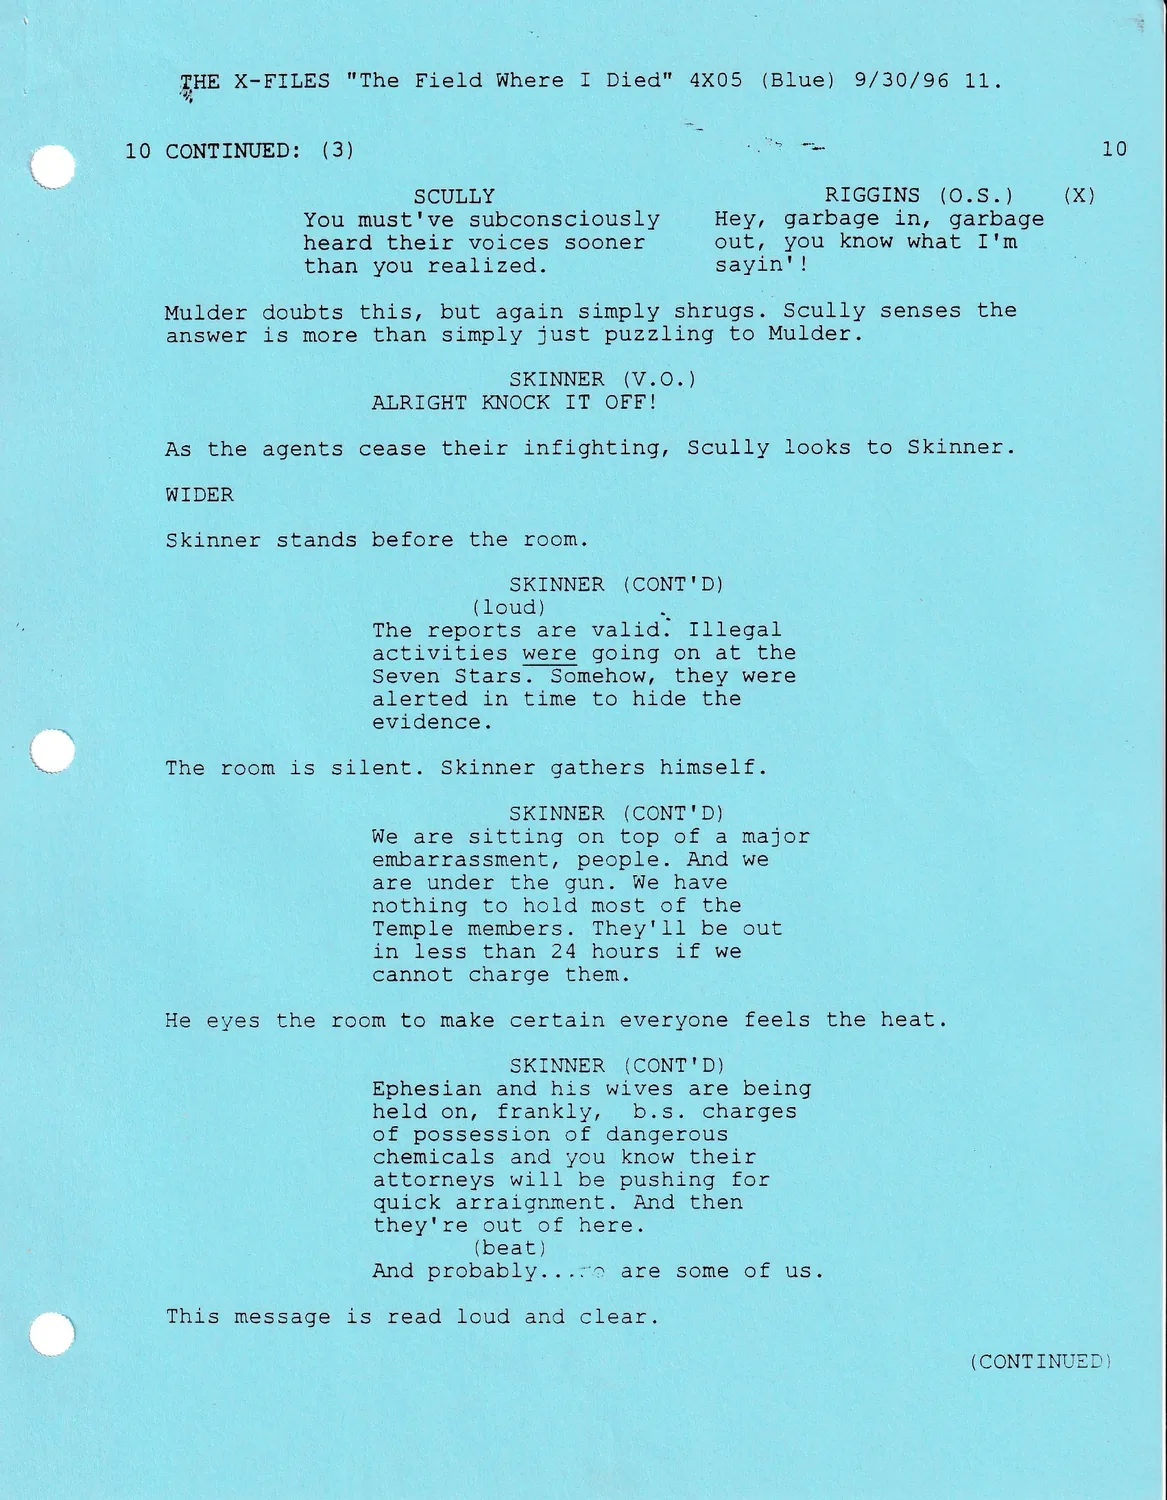 THE X-FILES "The Field Where I Died" 4X05 (Blue) 9/30/96 11.
10 CONTINUED: (3) 10
SCULLY
You must've subconsciously
heard their voices sooner
than you realized.
RIGGINS (O.S.) (X)
Hey, garbage in, garbage
out, you know what I'm
sayin'!
Mulder doubts this, but again simply shrugs. Scully senses the
answer is more than simply just puzzling to Mulder.
SKINNER (V.O.)
ALRIGHT KNOCK IT OFF!
As the agents cease their infighting, Scully looks to Skinner.
WIDER
Skinner stands before the room.
SKINNER (CONT'D)
(loud)
The reports are valid. Illegal
activities were going on at the
Seven Stars. Somehow, they were
alerted in time to hide the
evidence.
The room is silent. Skinner gathers himself.
SKINNER (CONT'D)
We are sitting on top of a major
embarrassment, people. And we
are under the gun. We have
nothing to hold most of the
Temple members. They'll be out
in less than 24 hours if we
cannot charge them.
He eyes the room to make certain everyone feels the heat.
SKINNER (CONT'D)
Ephesian and his wives are being
held on, frankly, b.s. charges
of possession of dangerous
chemicals and you know their
attorneys will be pushing for
quick arraignment. And then
they're out of here.
(beat)
And probably... are some of us.
This message is read loud and clear.
(CONTINUED)